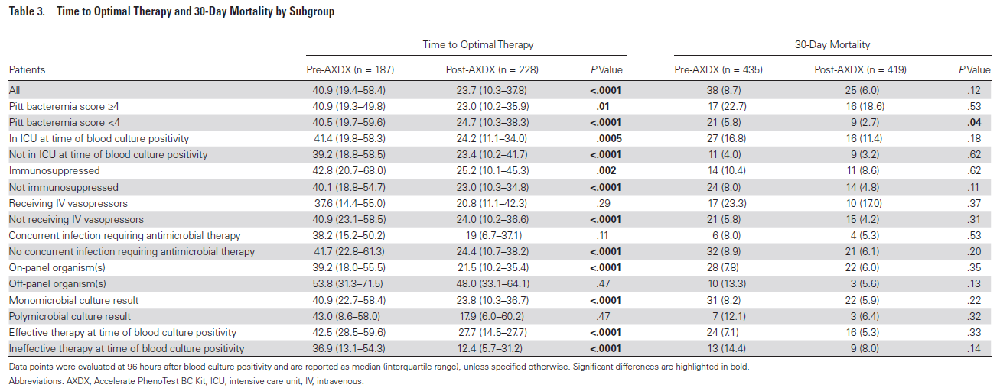 Table 3. Time to Optimal Therapy and 30-Day Mortality by Subgroup
Time to Optimal Therapy 30-Day Mortality
Patients Pre-AXDX (n = 187) Post-AXDX (n = 228) P Value Pre-AXDX (n = 435) Post-AXDX (n = 419) P Value
All 40.9 (19.4–58.4) 23.7 (10.3–37.8) <.0001 38 (8.7) 25 (6.0) .12
Pitt bacteremia score ≥4 40.9 (19.3–49.8) 23.0 (10.2–35.9) .01 17 (22.7) 16 (18.6) .53
Pitt bacteremia score <4 40.5 (19.7–59.6) 24.7 (10.3–38.3) <.0001 21 (5.8) 9 (2.7) .04
In ICU at time of blood culture positivity 41.4 (19.8–58.3) 24.2 (11.1–34.0) .0005 27 (16.8) 16 (11.4) .18
Not in ICU at time of blood culture positivity 39.2 (18.8–58.5) 23.4 (10.2–41.7) <.0001 11 (4.0) 9 (3.2) .62
Immunosuppressed 42.8 (20.7–68.0) 25.2 (10.1–45.3) .002 14 (10.4) 11 (8.6) .62
Not immunosuppressed 40.1 (18.8–54.7) 23.0 (10.3–34.8) <.0001 24 (8.0) 14 (4.8) .11
Receiving IV vasopressors 37.6 (14.4–55.0) 20.8 (11.1–42.3) .29 17 (23.3) 10 (17.0) .37
Not receiving IV vasopressors 40.9 (23.1–58.5) 24.0 (10.2–36.6) <.0001 21 (5.8) 15 (4.2) .31
Concurrent infection requiring antimicrobial therapy 38.2 (15.2–50.2) 19 (6.7–37.1) .11 6 (8.0) 4 (5.3) .53
No concurrent infection requiring antimicrobial therapy 41.7 (22.8–61.3) 24.4 (10.7–38.2) <.0001 32 (8.9) 21 (6.1) .20
On-panel organism(s) 39.2 (18.0–55.5) 21.5 (10.2–35.4) <.0001 28 (7.8) 22 (6.0) .35
Off-panel organism(s) 53.8 (31.3–71.5) 48.0 (33.1–64.1) .47 10 (13.3) 3 (5.6) .13
Monomicrobial culture result 40.9 (22.7–58.4) 23.8 (10.3–36.7) <.0001 31 (8.2) 22 (5.9) .22
Polymicrobial culture result 43.0 (8.6–58.0) 17.9 (6.0–60.2) .47 7 (12.1) 3 (6.4) .32
Effective therapy at time of blood culture positivity 42.5 (28.5–59.6) 27.7 (14.5–27.7) <.0001 24 (7.1) 16 (5.3) .33
Ineffective therapy at time of blood culture positivity 36.9 (13.1–54.3) 12.4 (5.7–31.2) <.0001 13 (14.4) 9 (8.0) .14
Data points were evaluated at 96 hours after blood culture positivity and are reported as median (interquartile range), unless specified otherwise. Significant differences are highlighted in bold.
Abbreviations: AXDX, Accelerate PhenoTest BC Kit; ICU, intensive care unit; IV, intravenous.